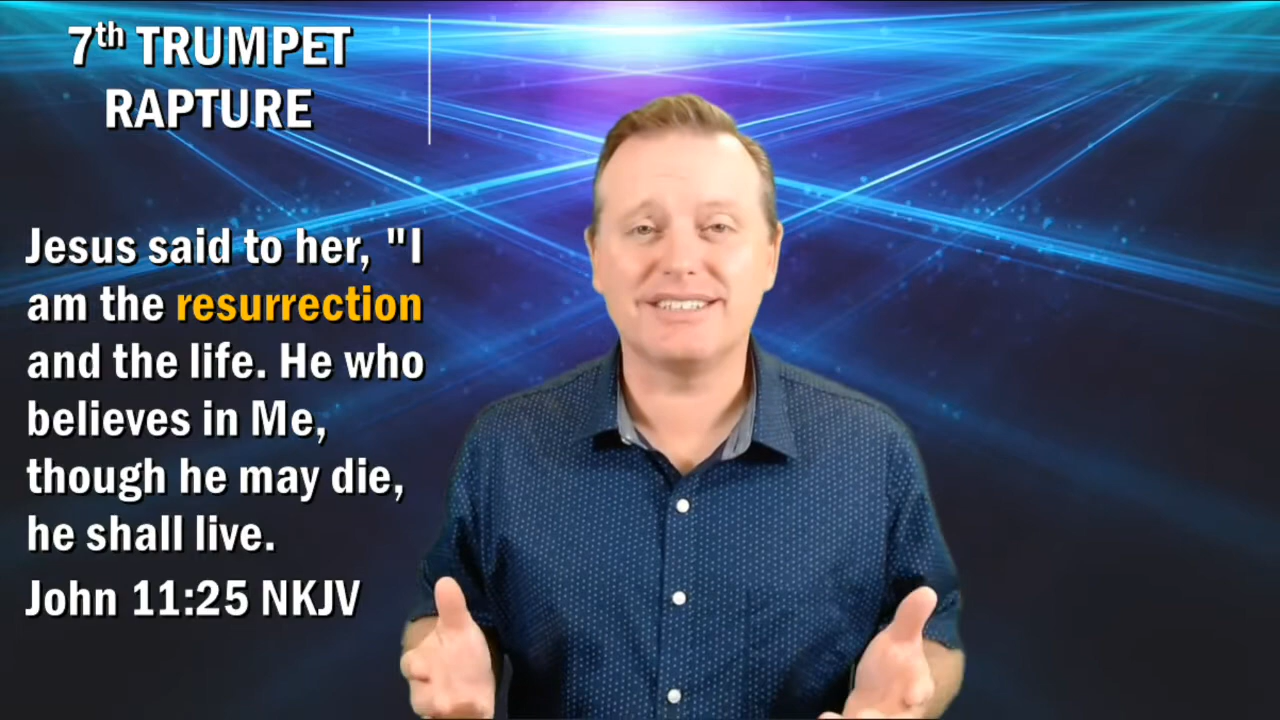 7th TRUMPET
RAPTURE
Jesus said to her, "I
am the resurrection
and the life. He who
believes in Me,
though he may die,
he shall live.
John 11:25 NKJV